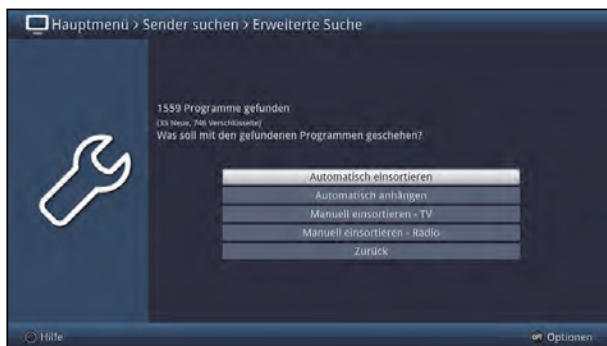 Hauptmenü > Sender suchen > Erweiterte Suche
1559 Programme gefunden
(35 Neue, 746 Verschlüsselte)
Was soll mit den gefundenen Programmen geschehen?
Automatisch einsortieren
Automatisch anhängen
Manuell einsortieren - TV
Manuell einsortieren - Radio
Zurück
Hilfe
Optionen